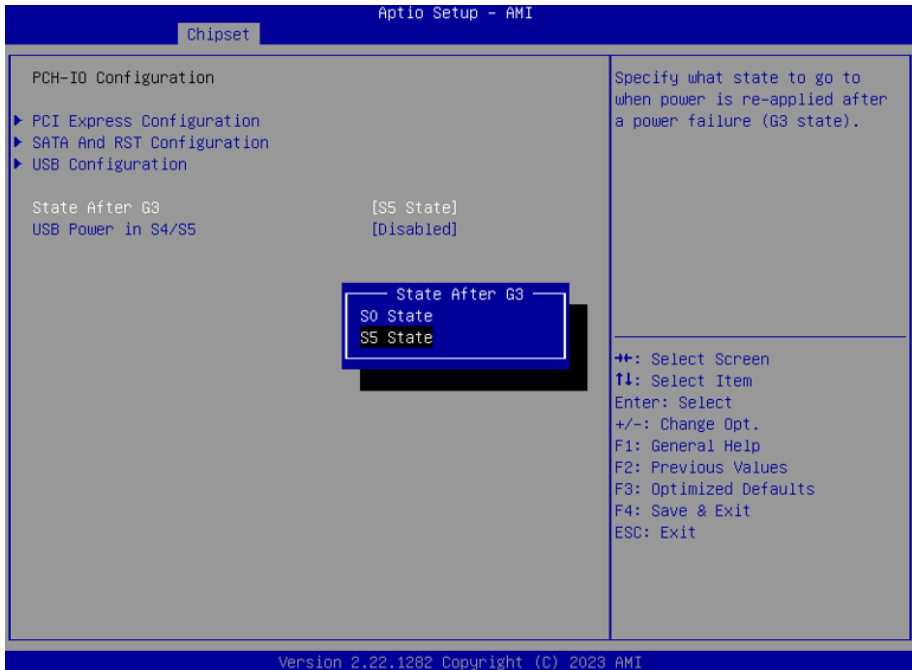 Aptio Setup - AMI
Chipset
PCH-IO Configuration
PCI Express Configuration
SATA And RST Configuration
USB Configuration
State After G3 [S5 State]
USB Power in S4/S5 [Disabled]
State After G3
S0 State
S5 State
Specify what state to go to
when power is re-applied after
a power failure (G3 state).
→←: Select Screen
↑↓: Select Item
Enter: Select
+/-: Change Opt.
F1: General Help
F2: Previous Values
F3: Optimized Defaults
F4: Save & Exit
ESC: Exit
Version 2.22.1282 Copyright (C) 2023 AMI